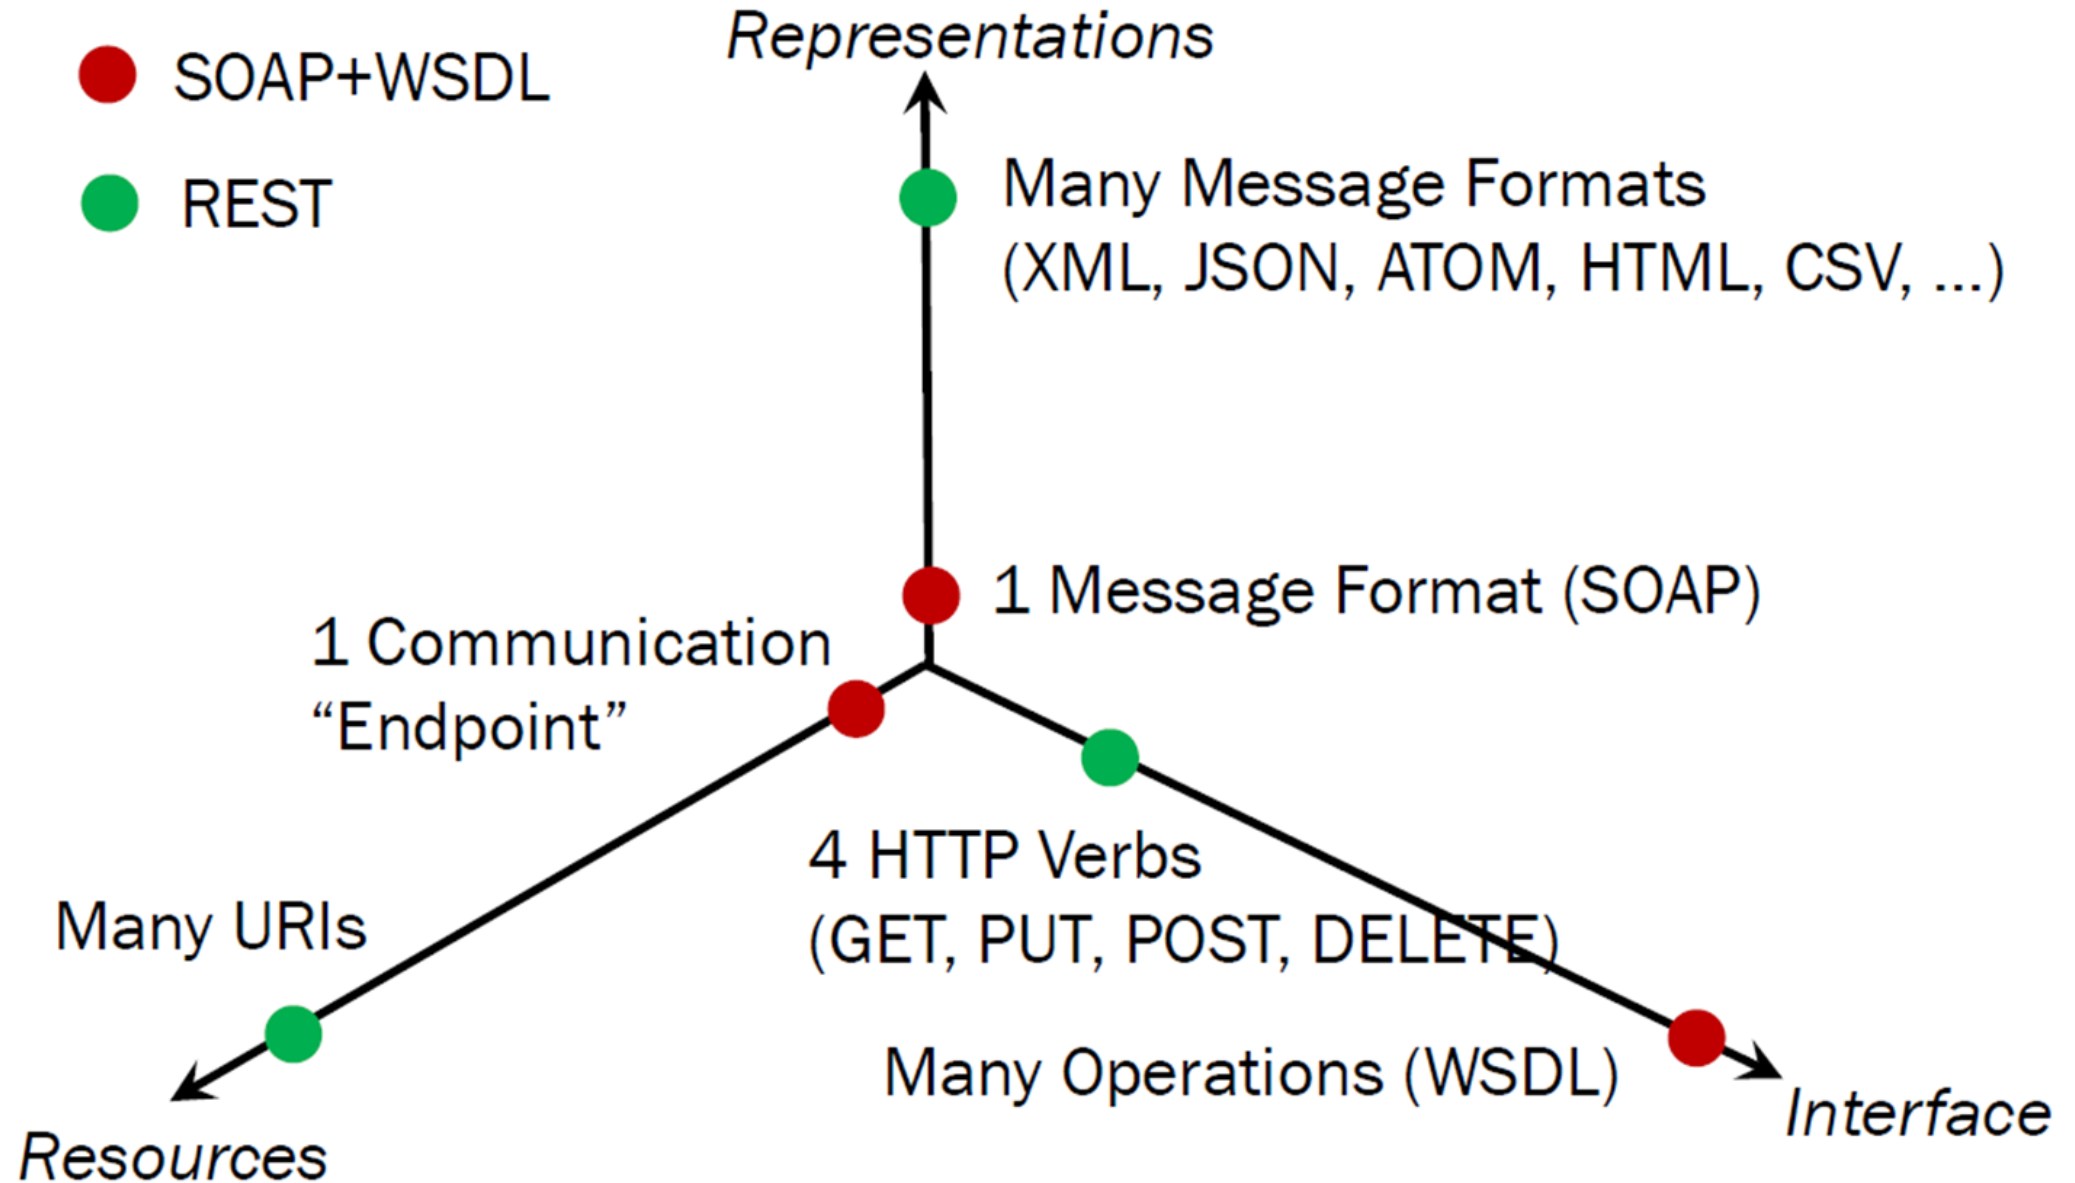 SOAP+WSDL
REST
Representations
Many Message Formats
(XML, JSON, ATOM, HTML, CSV, ...)
1 Message Format (SOAP)
1 Communication
“Endpoint”
4 HTTP Verbs
(GET, PUT, POST, DELETE)
Many URIs
Many Operations (WSDL)
Interface
Resources